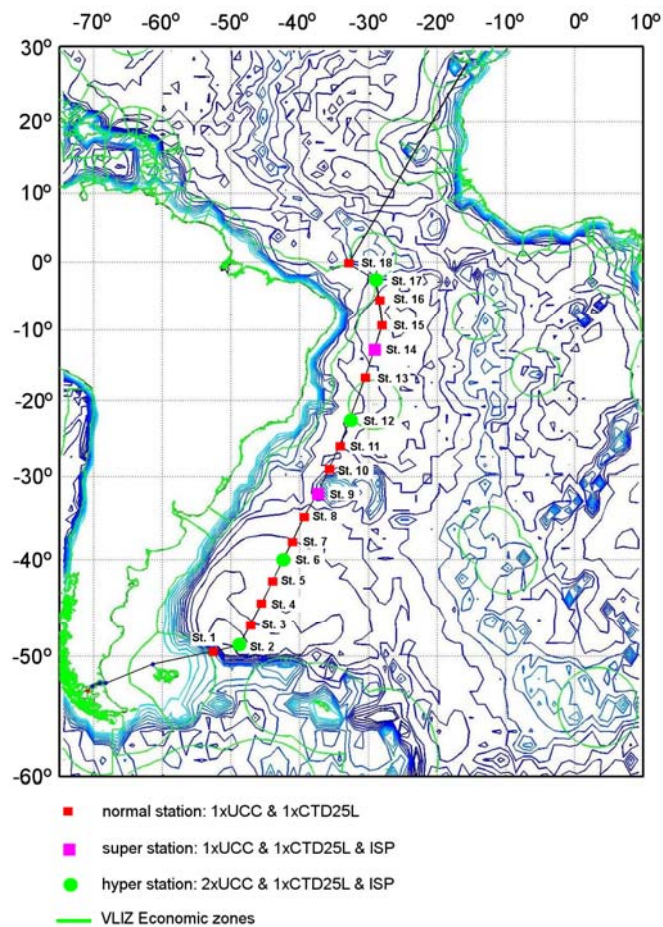 -70º -60º -50º -40º -30º -20º -10º 0º 10º
30º
20º
10º
0º
-10º
-20º
-30º
-40º
-50º
-60º
St. 18
St. 17
St. 16
St. 15
St. 14
St. 13
St. 12
St. 11
St. 10
St. 9
St. 8
St. 7
St. 6
St. 5
St. 4
St. 3
St. 1
St. 2
normal station: 1xUCC & 1xCTD25L
super station: 1xUCC & 1xCTD25L & ISP
hyper station: 2xUCC & 1xCTD25L & ISP
VLIZ Economic zones